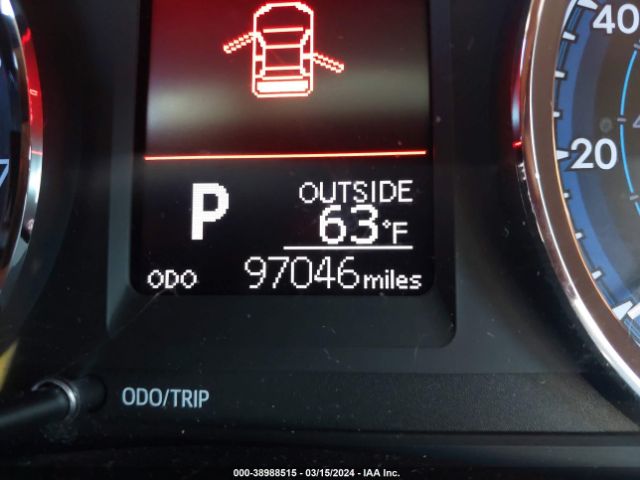 40
20
P
OUTSIDE
63°F
ODO 97046 miles
ODO/TRIP
000-38988515 - 03/15/2024 - IAA Inc.